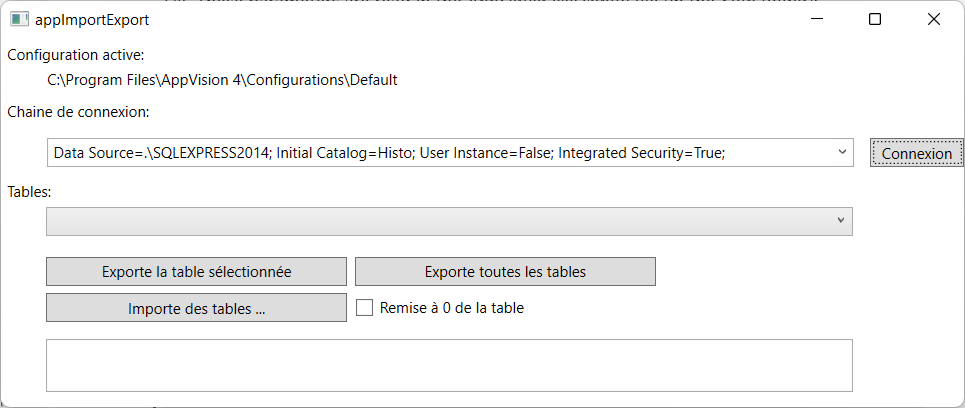 appImportExport
Configuration active:
C:\Program Files\AppVision 4\Configurations\Default
Chaine de connexion:
Data Source=.\SQLEXPRESS2014; Initial Catalog=Histo; User Instance=False; Integrated Security=True;
Connexion
Tables:
Exporte la table sélectionnée
Exporte toutes les tables
Importe des tables ...
Remise à 0 de la table